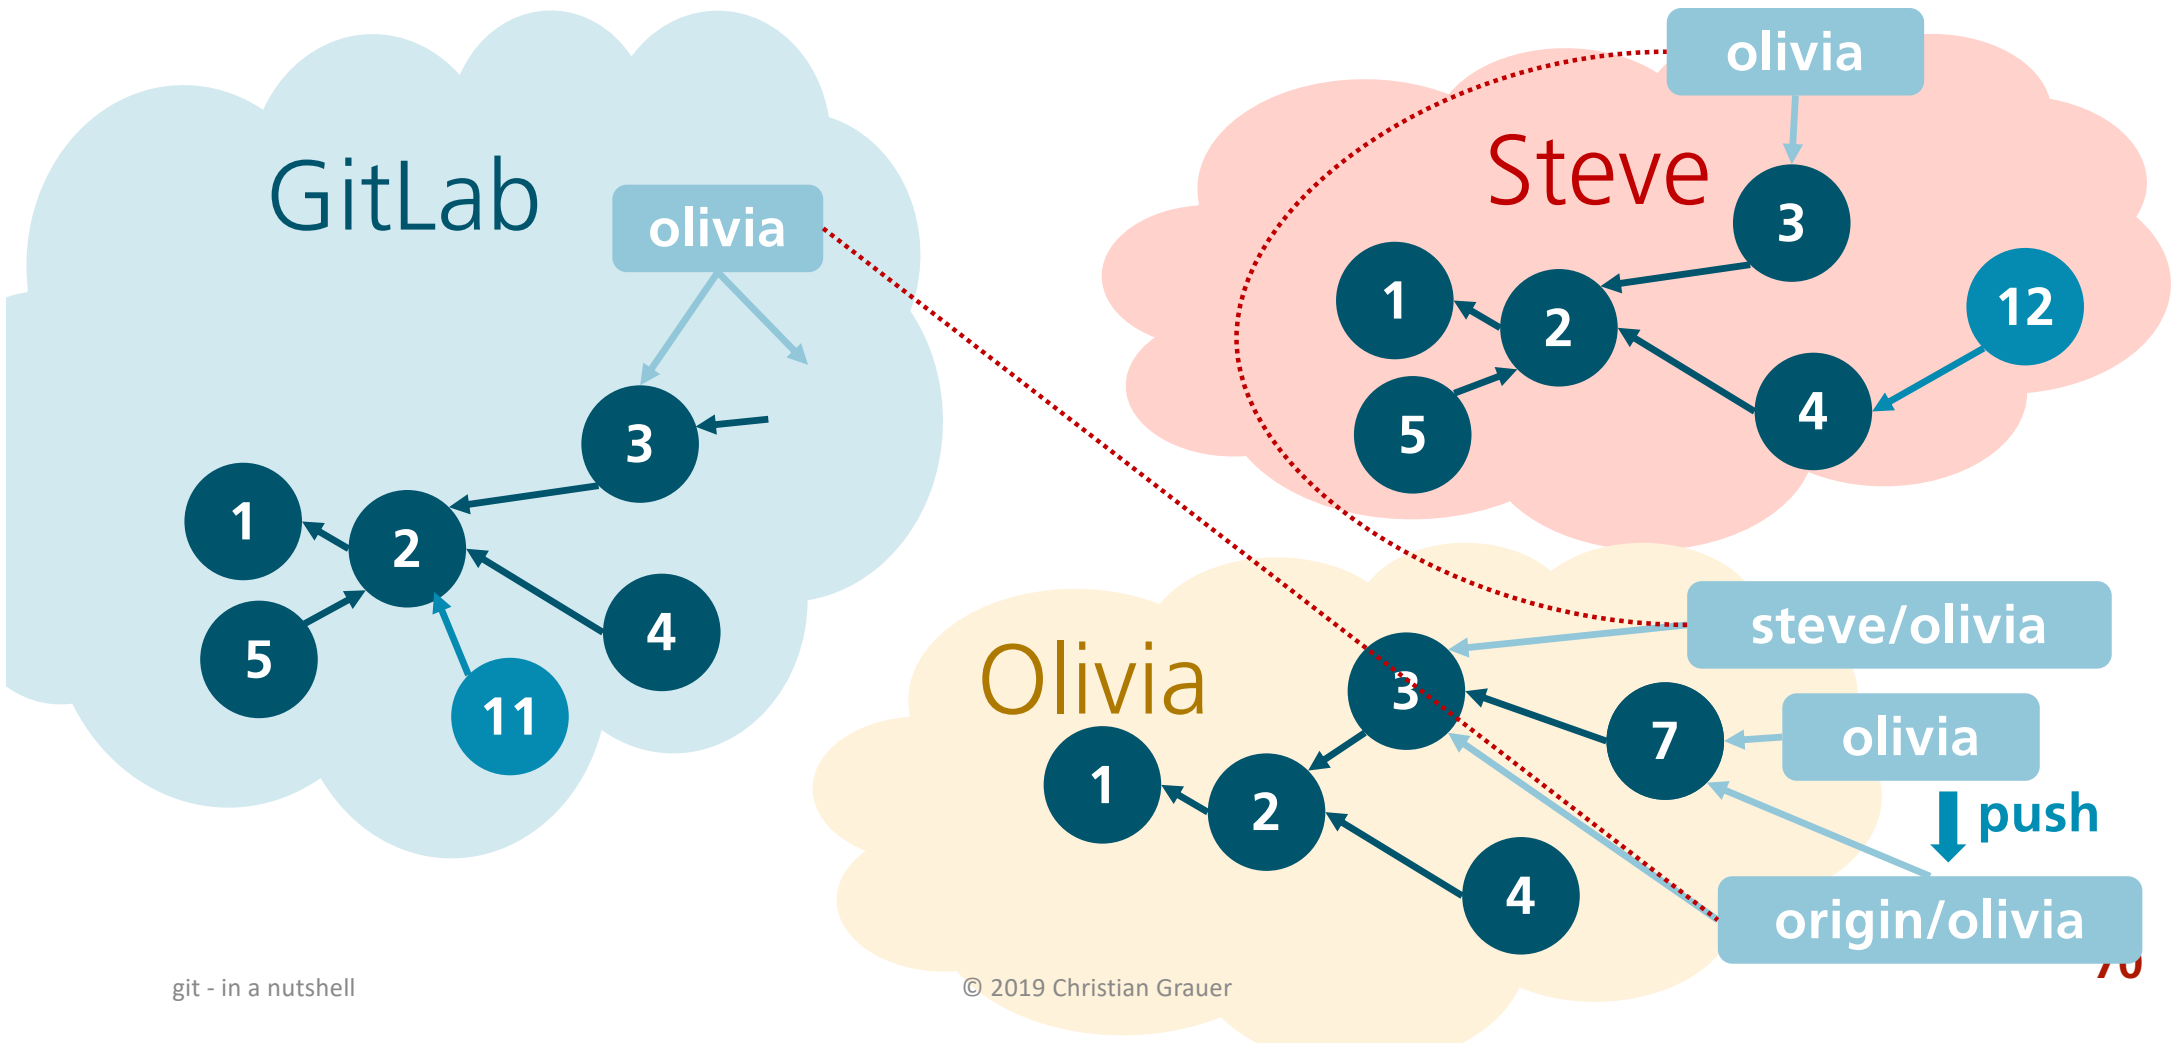 GitLab
olivia
3
1
2
5
4
11
olivia
Steve
3
1
2
12
5
4
Olivia
steve/olivia
3
7
olivia
1
2
push
4
origin/olivia
git - in a nutshell
© 2019 Christian Grauer